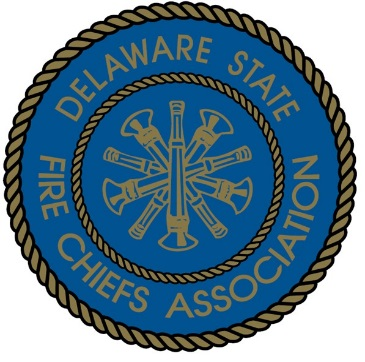 DELAWARE STATE
FIRE CHIEFS ASSOCIATION